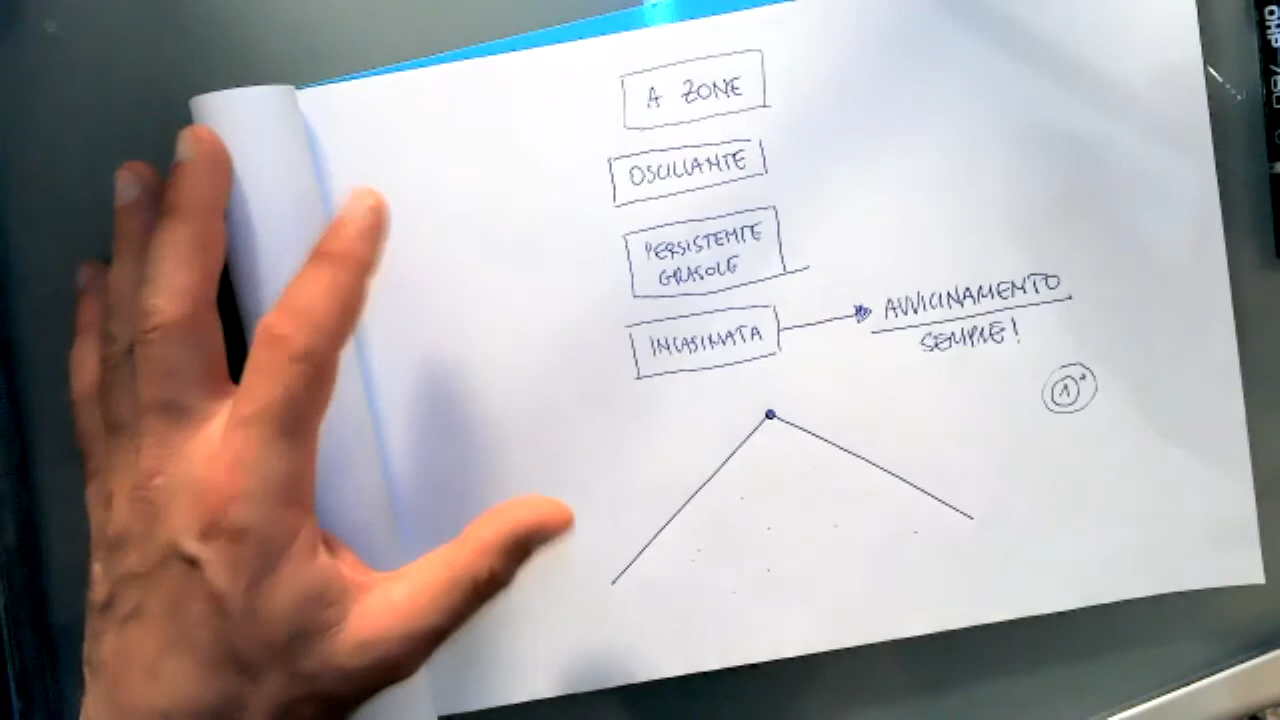 A ZONE
OSCILLANTE
PERSISTENTE
GRASOLE
INCASINATA
AVVICINAMENTO
SEMPRE!
1°